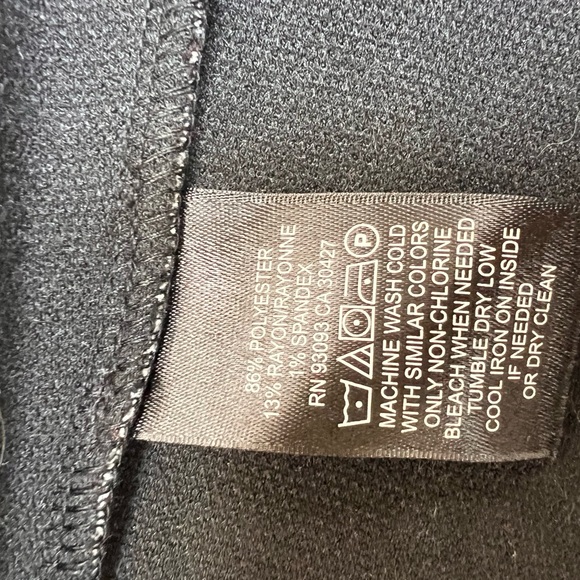 86% POLYESTER
13% RAYON/RAYONNE
1% SPANDEX
RN 93093 CA 30427
P
MACHINE WASH COLD
WITH SIMILAR COLORS
ONLY NON-CHLORINE
BLEACH WHEN NEEDED
TUMBLE DRY LOW
COOL IRON ON INSIDE
IF NEEDED
OR DRY CLEAN